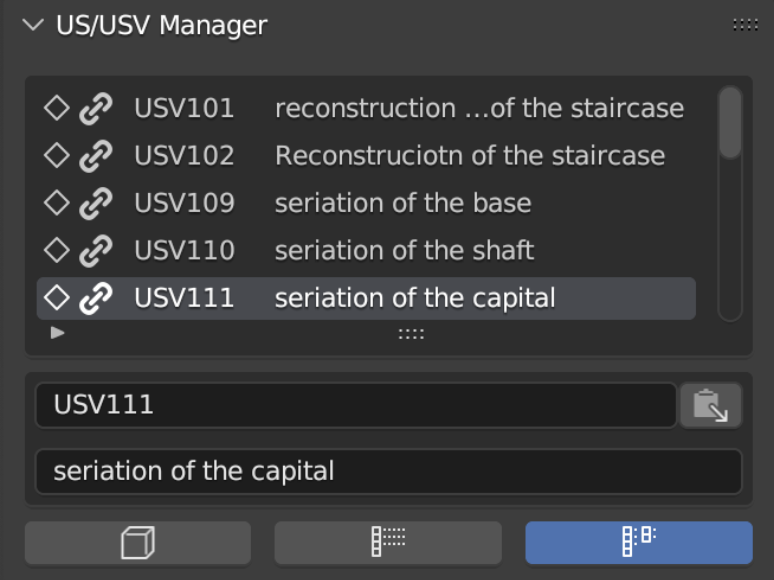 US/USV Manager
USV101 reconstruction ...of the staircase
USV102 Reconstruciotn of the staircase
USV109 seriation of the base
USV110 seriation of the shaft
USV111 seriation of the capital
USV111
seriation of the capital